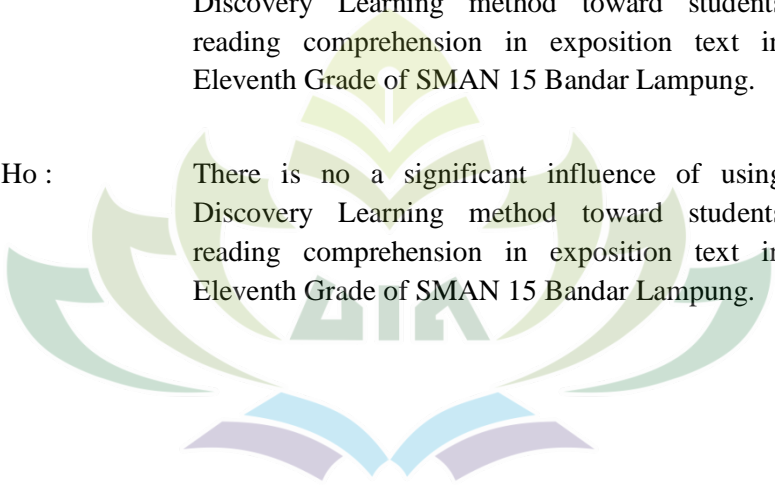 Discovery Learning method toward students
reading comprehension in exposition text in
Eleventh Grade of SMAN 15 Bandar Lampung.
Ho : There is no a significant influence of using
Discovery Learning method toward students
reading comprehension in exposition text in
Eleventh Grade of SMAN 15 Bandar Lampung.